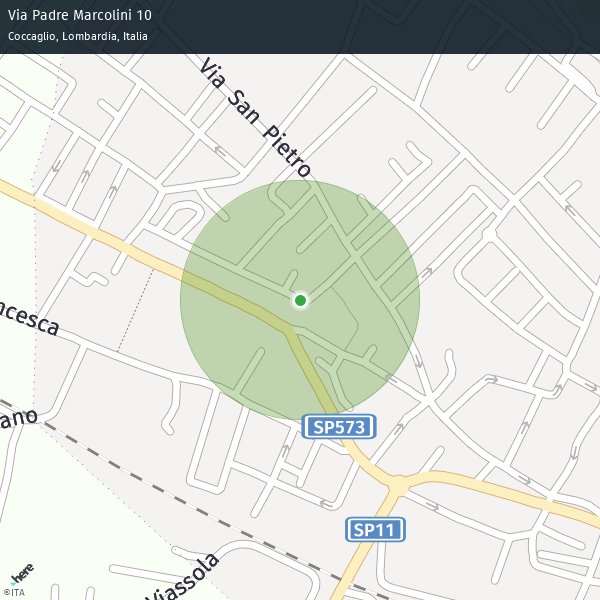 Via Padre Marcolini 10
Coccaglio, Lombardia, Italia
Via San Pietro
ncesca
ano
SP573
SP11
Viassola
here
©ITA